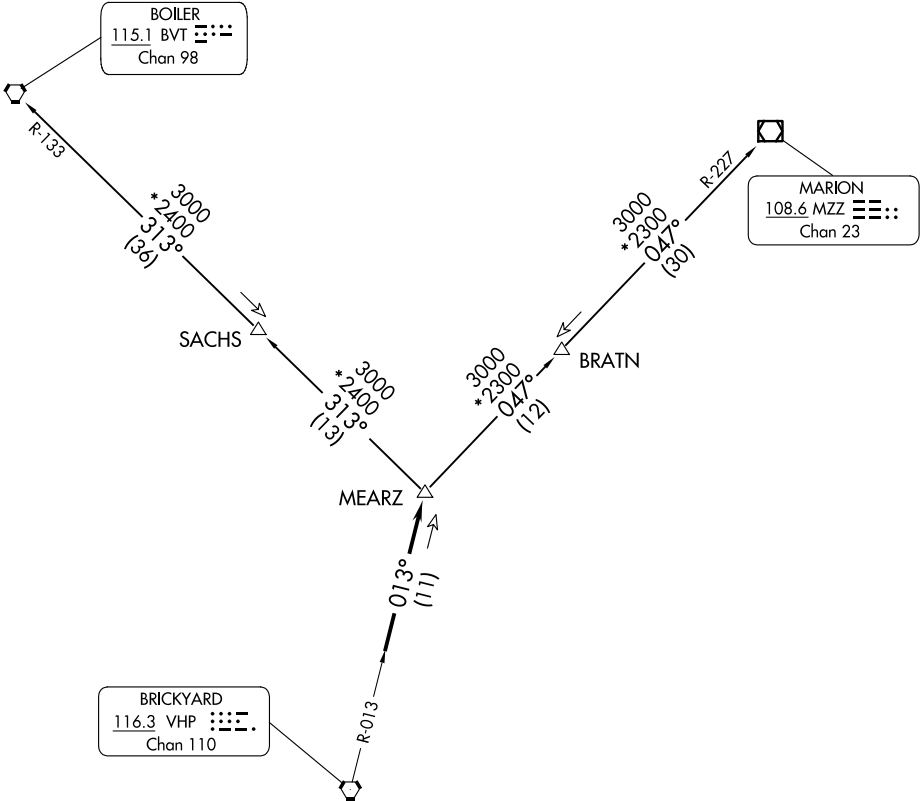 BOILER
115.1 BVT
Chan 98
R-133
3000
*2400
313°
(36)
SACHS
3000
*2400
313°
(13)
MARION
108.6 MZZ
Chan 23
R-227
3000
*2300
047°
(30)
BRATN
3000
*2300
047°
(12)
MEARZ
013°
(11)
R-013
BRICKYARD
116.3 VHP
Chan 110